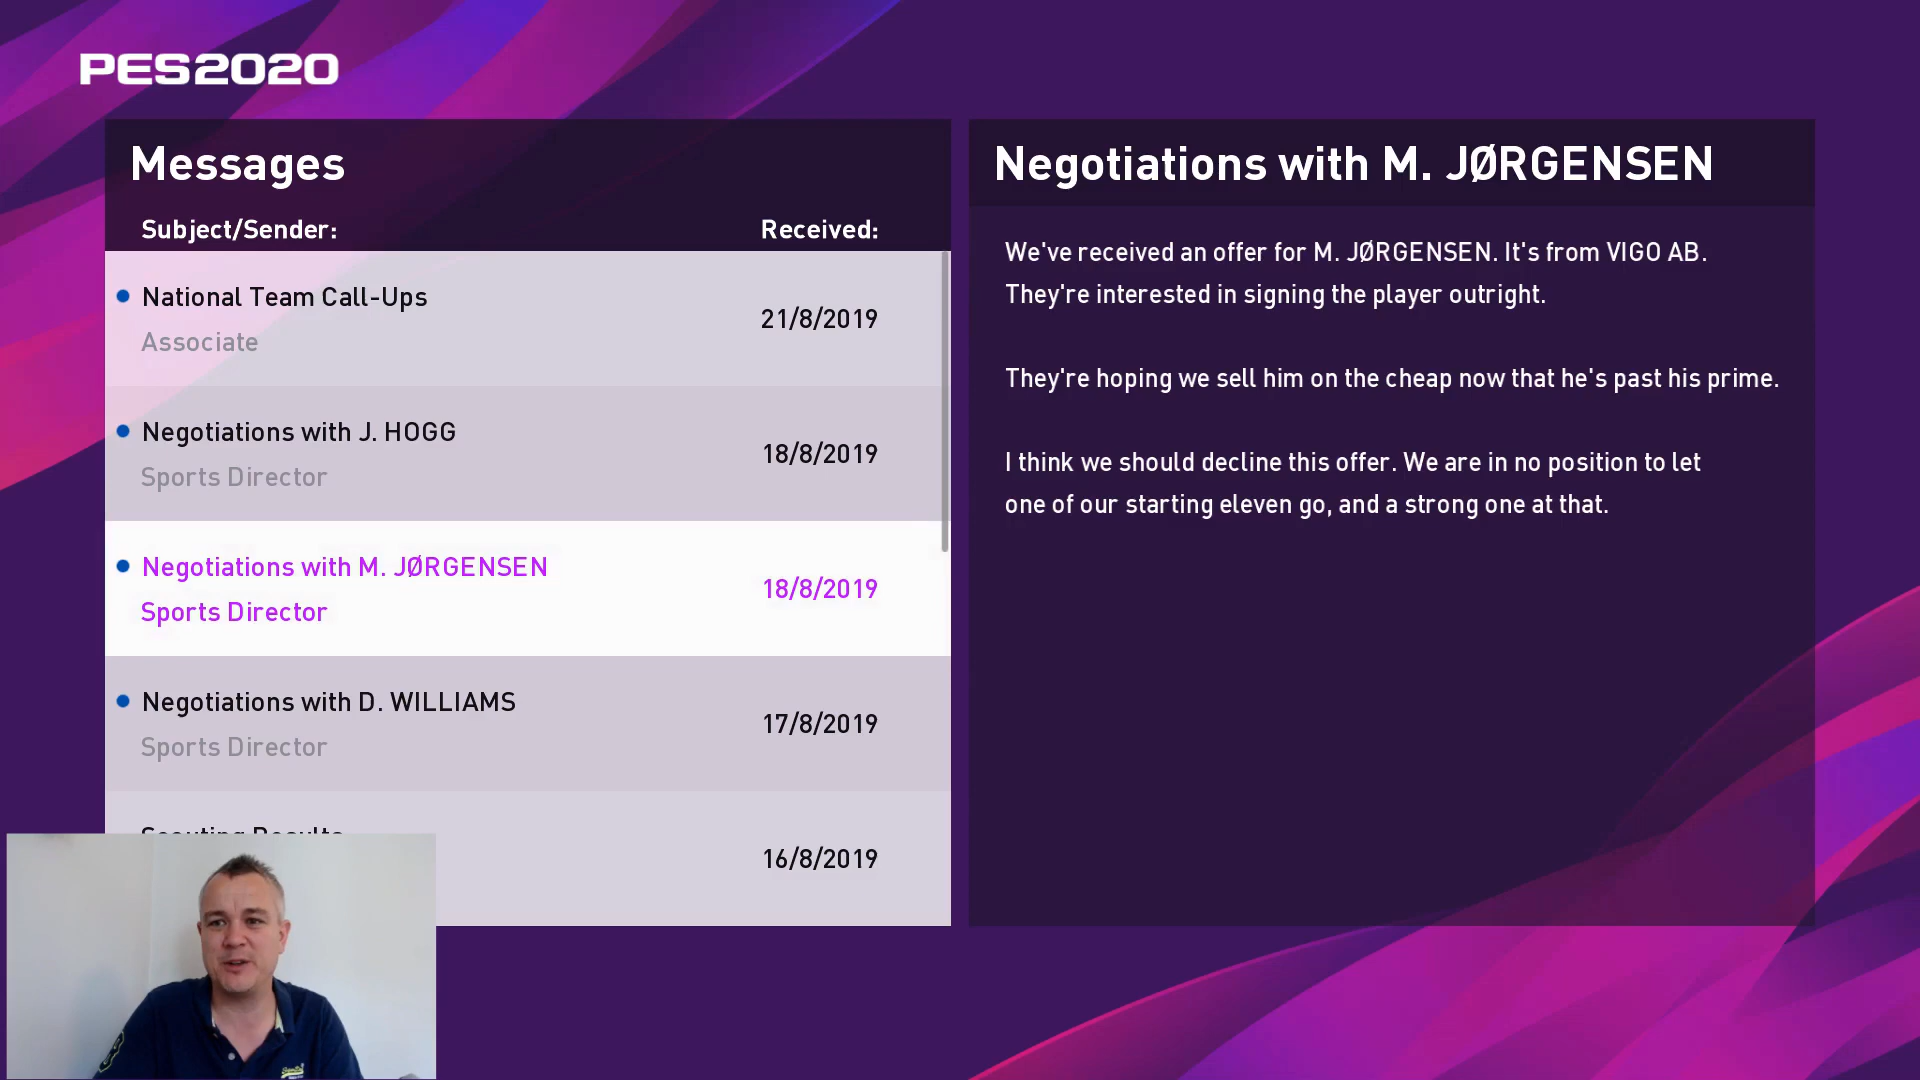 PES2020
Messages
Subject/Sender: Received:
National Team Call-Ups
Associate
21/8/2019
Negotiations with J. HOGG
Sports Director
18/8/2019
Negotiations with M. JØRGENSEN
Sports Director
18/8/2019
Negotiations with D. WILLIAMS
Sports Director
17/8/2019
Scouting Results
16/8/2019
Negotiations with M. JØRGENSEN
We've received an offer for M. JØRGENSEN. It's from VIGO AB.
They're interested in signing the player outright.
They're hoping we sell him on the cheap now that he's past his prime.
I think we should decline this offer. We are in no position to let
one of our starting eleven go, and a strong one at that.